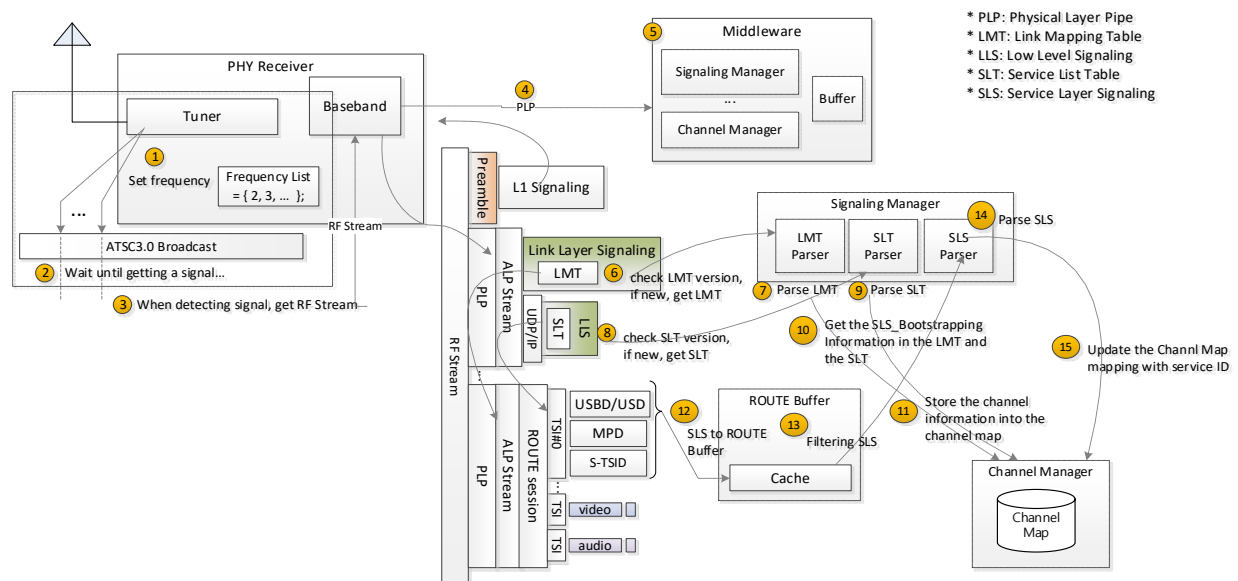 * PLP: Physical Layer Pipe
* LMT: Link Mapping Table
* LLS: Low Level Signaling
* SLT: Service List Table
* SLS: Service Layer Signaling
PHY Receiver
Tuner
Baseband
1
Set frequency
Frequency List
= { 2, 3, ... };
...
RF Stream
ATSC3.0 Broadcast
2
Wait until getting a signal...
3
When detecting signal, get RF Stream
4
PLP
5
Middleware
Signaling Manager
...
Channel Manager
Buffer
RF Stream
Preamble
L1 Signaling
PLP
ALP Stream
Link Layer Signaling
LMT
6
check LMT version,
if new, get LMT
UDP/IP
SLT
LLS
8
check SLT version,
if new, get SLT
...
PLP
ALP Stream
ROUTE session
TSI#0
USBD/USD
MPD
S-TSID
...
TSI
video
TSI
audio
12
SLS to ROUTE
Buffer
ROUTE Buffer
13
Filtering SLS
Cache
Signaling Manager
LMT
Parser
SLT
Parser
SLS
Parser
14
Parse SLS
7
Parse LMT
9
Parse SLT
10
Get the SLS_Bootstrapping
Information in the LMT and
the SLT
11
Store the channel
information into the
channel map
15
Update the Channl Map
mapping with service ID
Channel Manager
Channel
Map